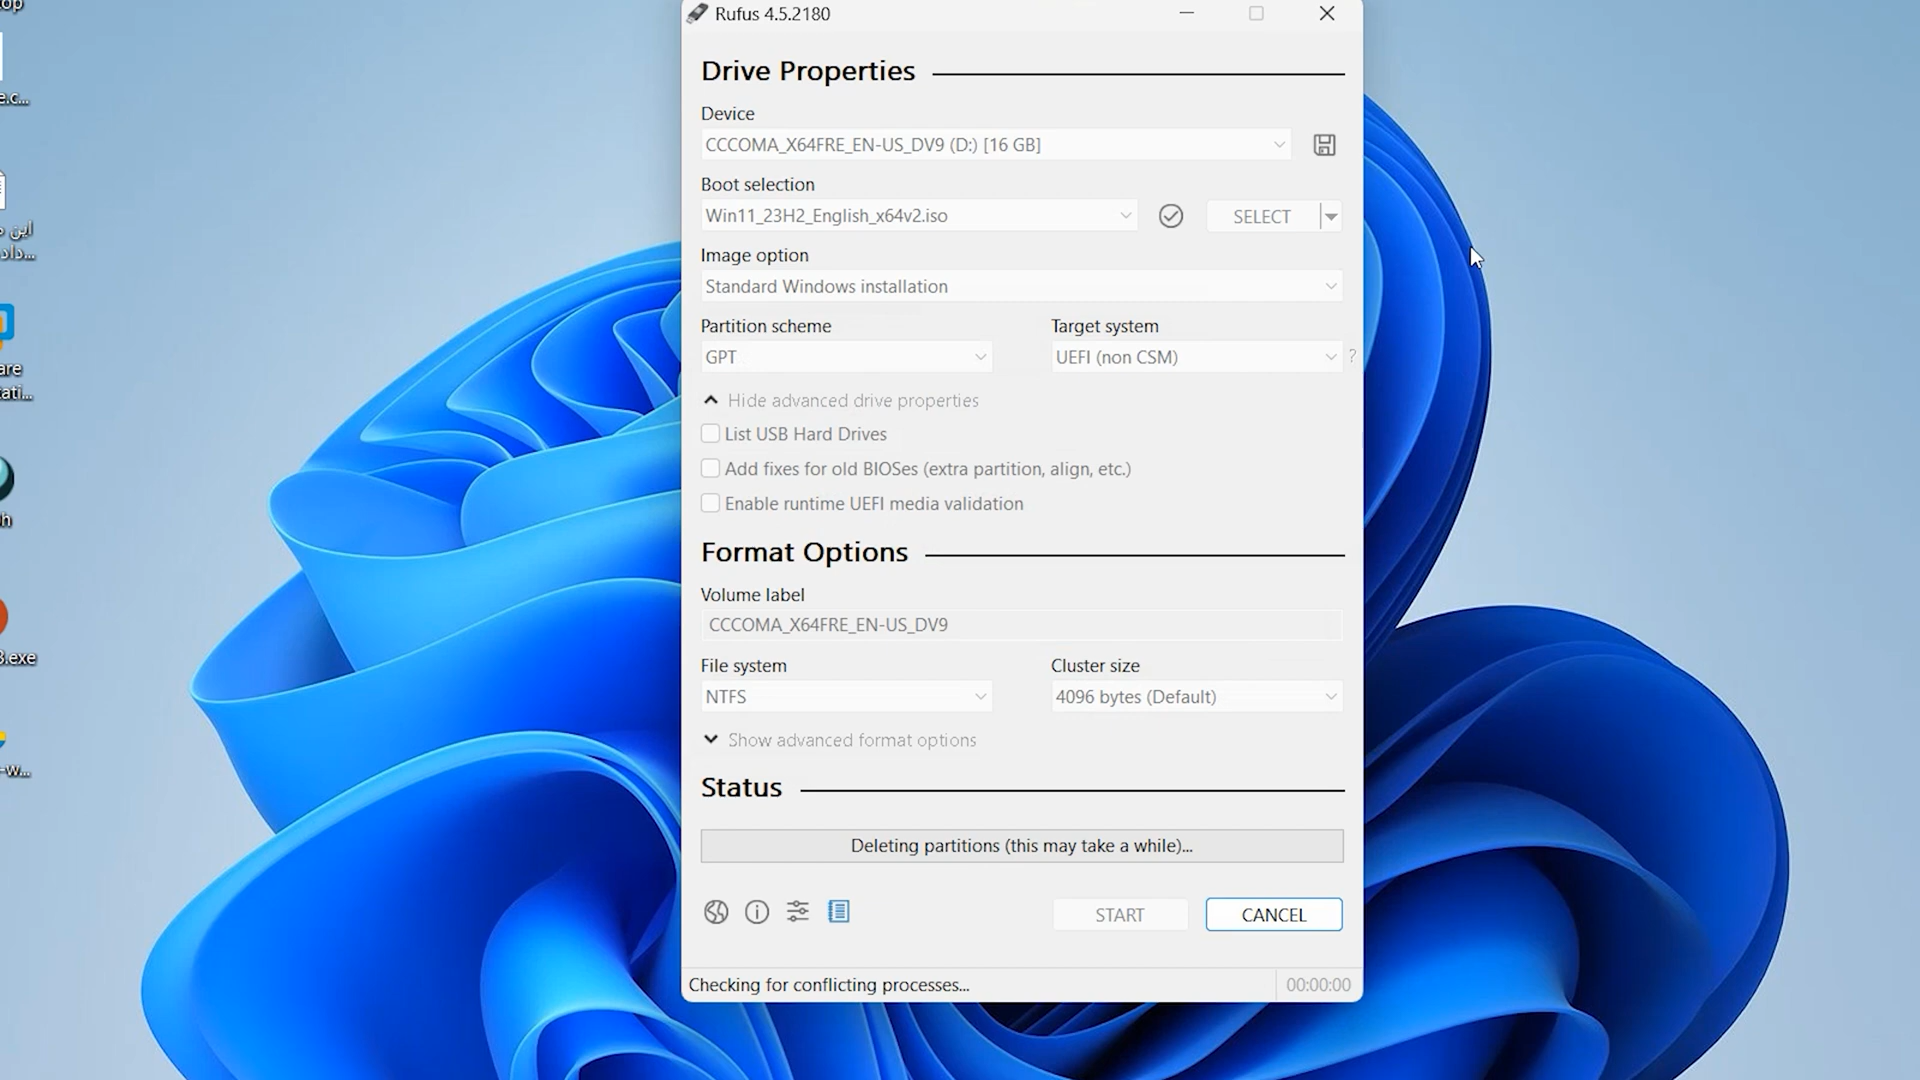 Rufus 4.5.2180
Drive Properties
Device
CCCOMA_X64FRE_EN-US_DV9 (D:) [16 GB]
Boot selection
Win11_23H2_English_x64v2.iso
SELECT
Image option
Standard Windows installation
Partition scheme
Target system
GPT
UEFI (non CSM)
?
Hide advanced drive properties
List USB Hard Drives
Add fixes for old BIOSes (extra partition, align, etc.)
Enable runtime UEFI media validation
Format Options
Volume label
CCCOMA_X64FRE_EN-US_DV9
File system
Cluster size
NTFS
4096 bytes (Default)
Show advanced format options
Status
Deleting partitions (this may take a while)...
START
CANCEL
Checking for conflicting processes...
00:00:00